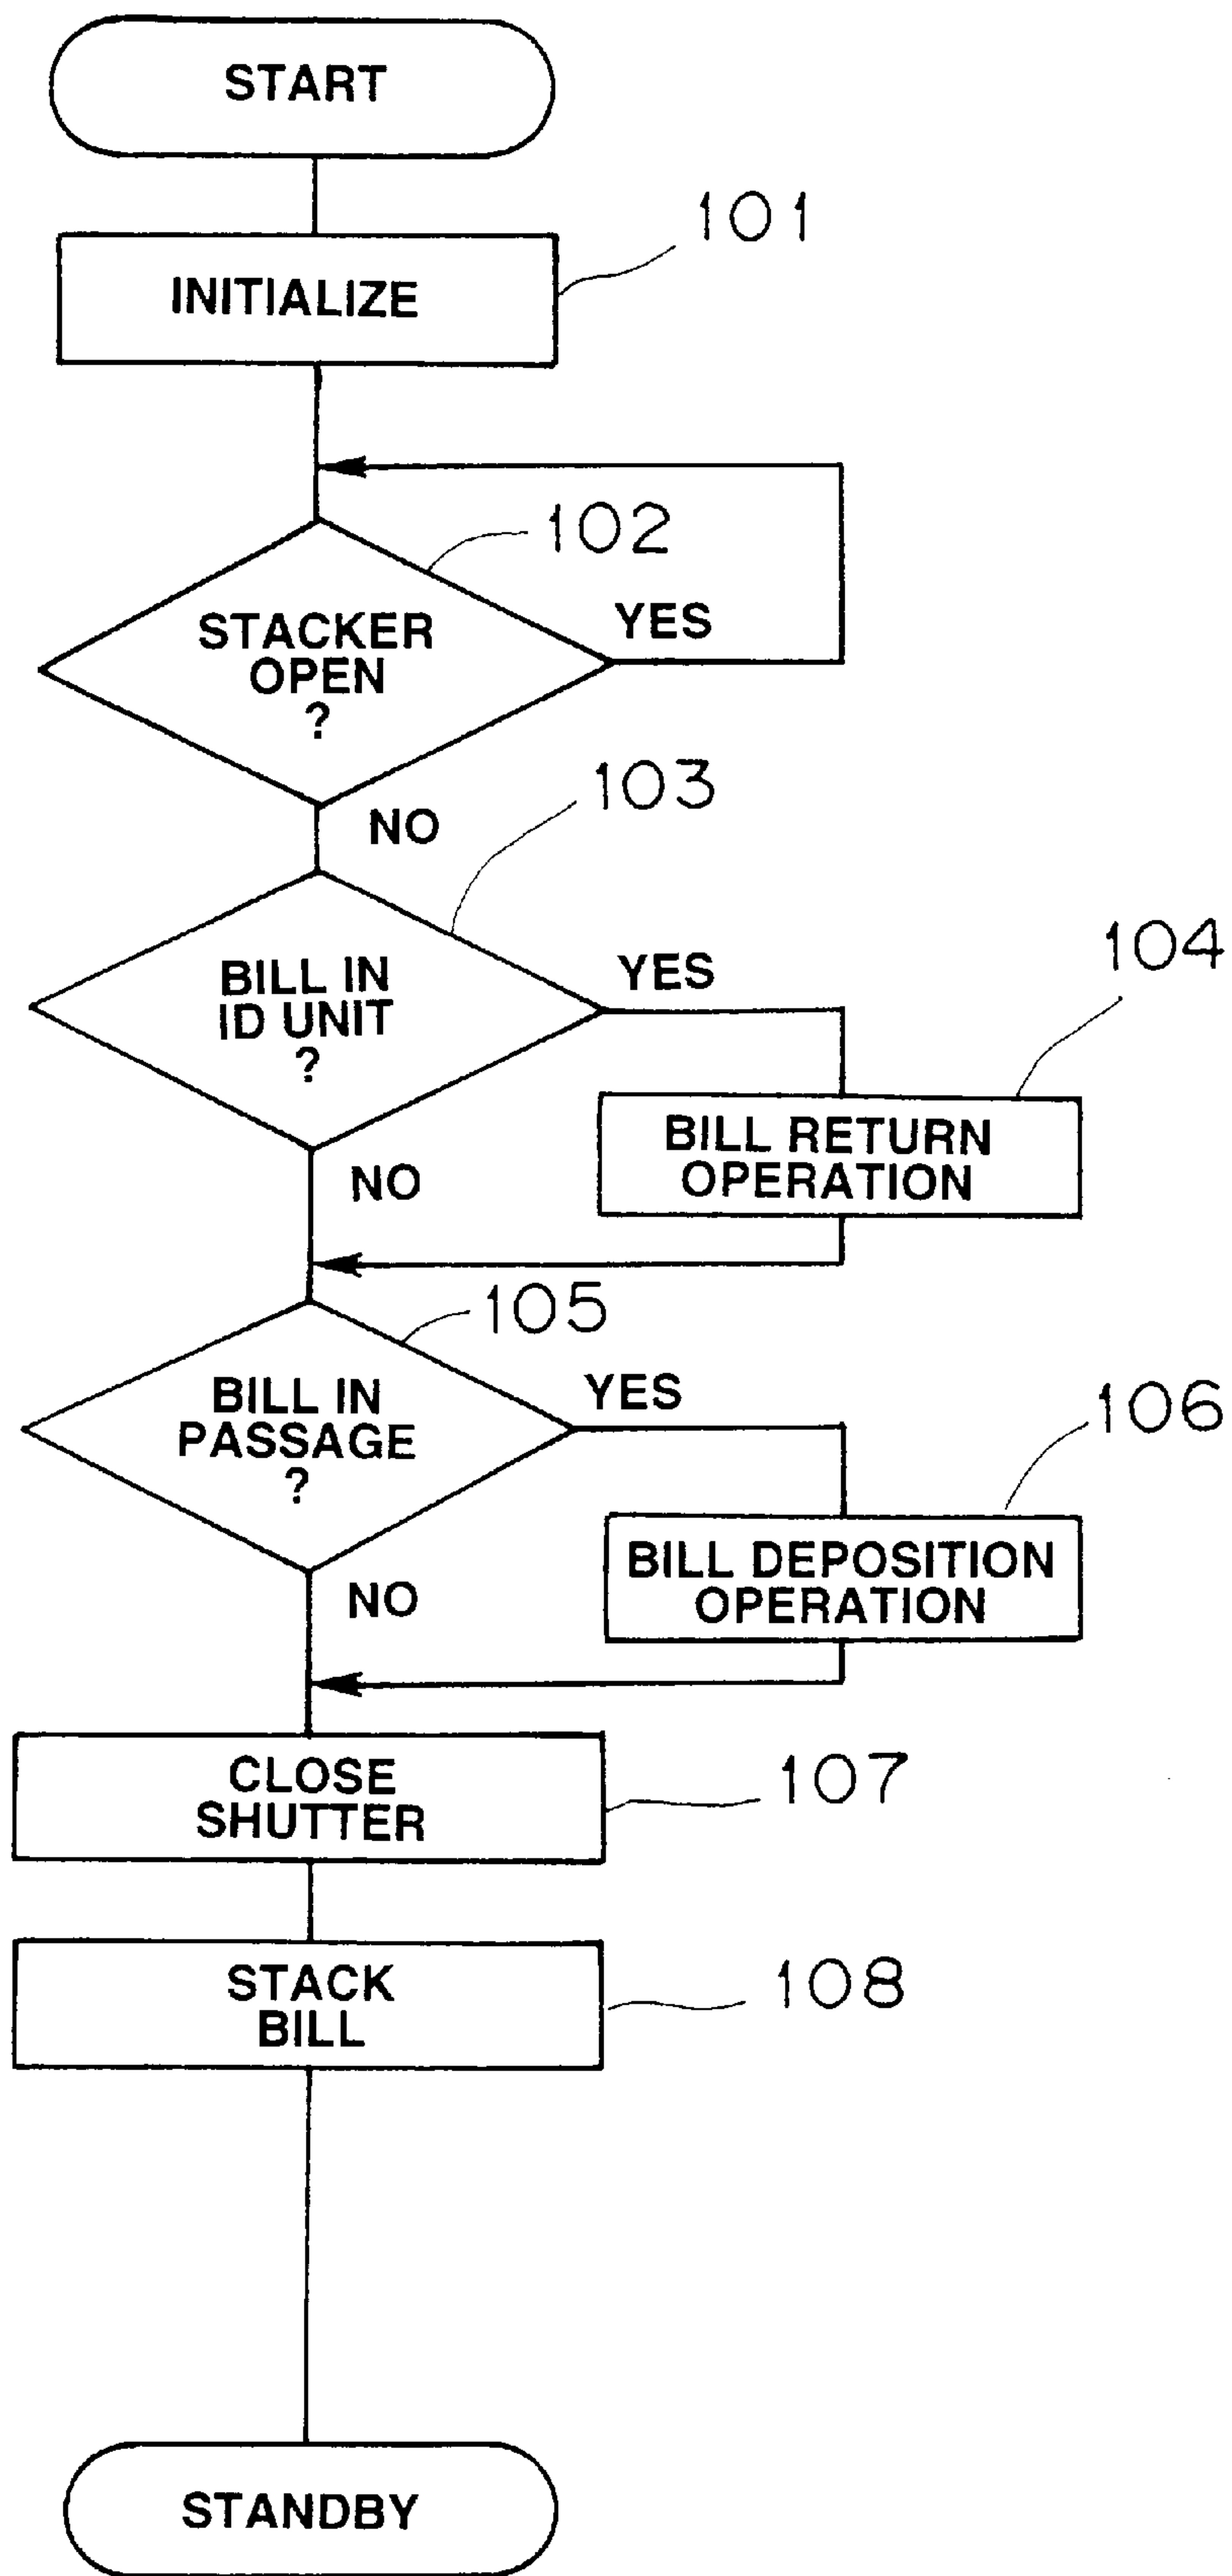 START
101
INITIALIZE
102
STACKER
OPEN
?
YES
NO
103
BILL IN
ID UNIT
?
YES
104
BILL RETURN
OPERATION
NO
105
BILL IN
PASSAGE
?
YES
106
BILL DEPOSITION
OPERATION
NO
CLOSE
SHUTTER
107
STACK
BILL
108
STANDBY